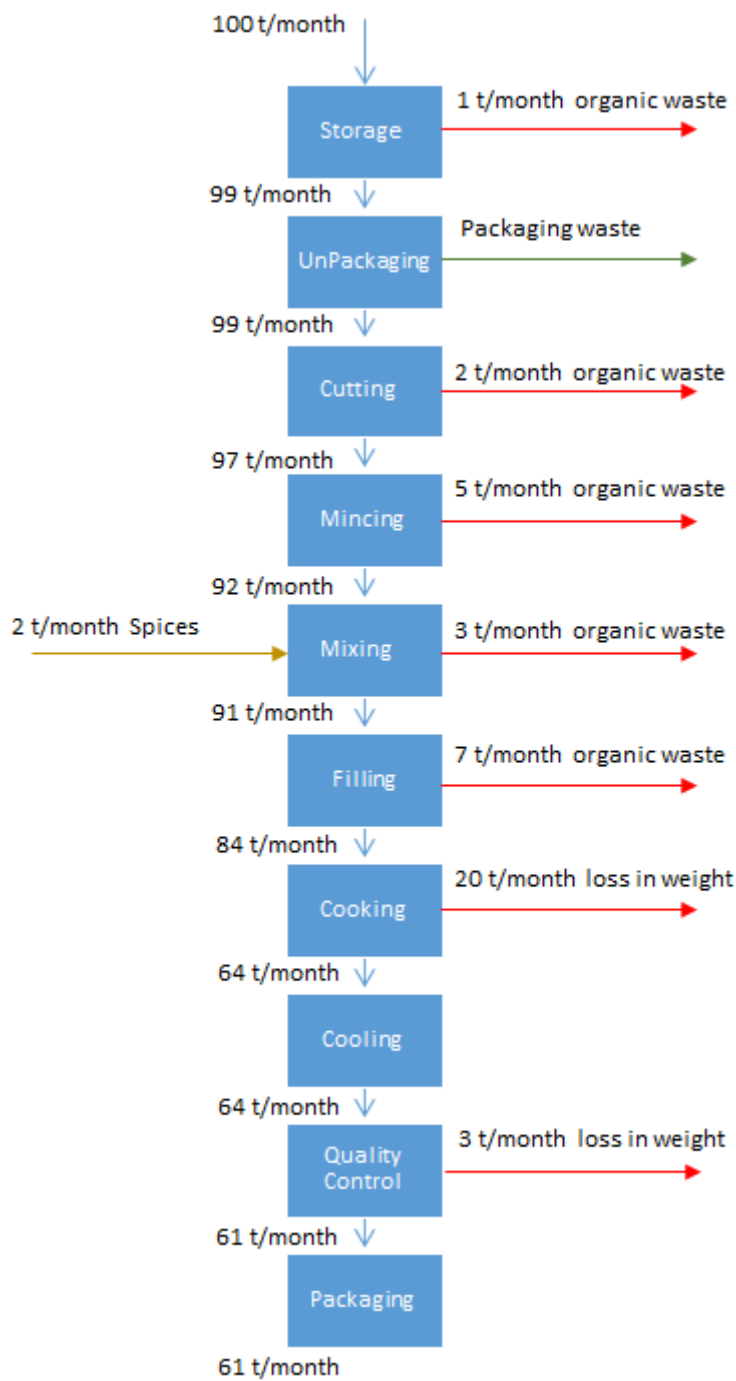 100 t/month
1 t/month organic waste
Storage
99 t/month
Packaging waste
UnPackaging
99 t/month
2 t/month organic waste
Cutting
97 t/month
5 t/month organic waste
Mincing
92 t/month
2 t/month Spices
3 t/month organic waste
Mixing
91 t/month
7 t/month organic waste
Filling
84 t/month
20 t/month loss in weight
Cooking
64 t/month
Cooling
64 t/month
3 t/month loss in weight
Quality
Control
61 t/month
Packaging
61 t/month